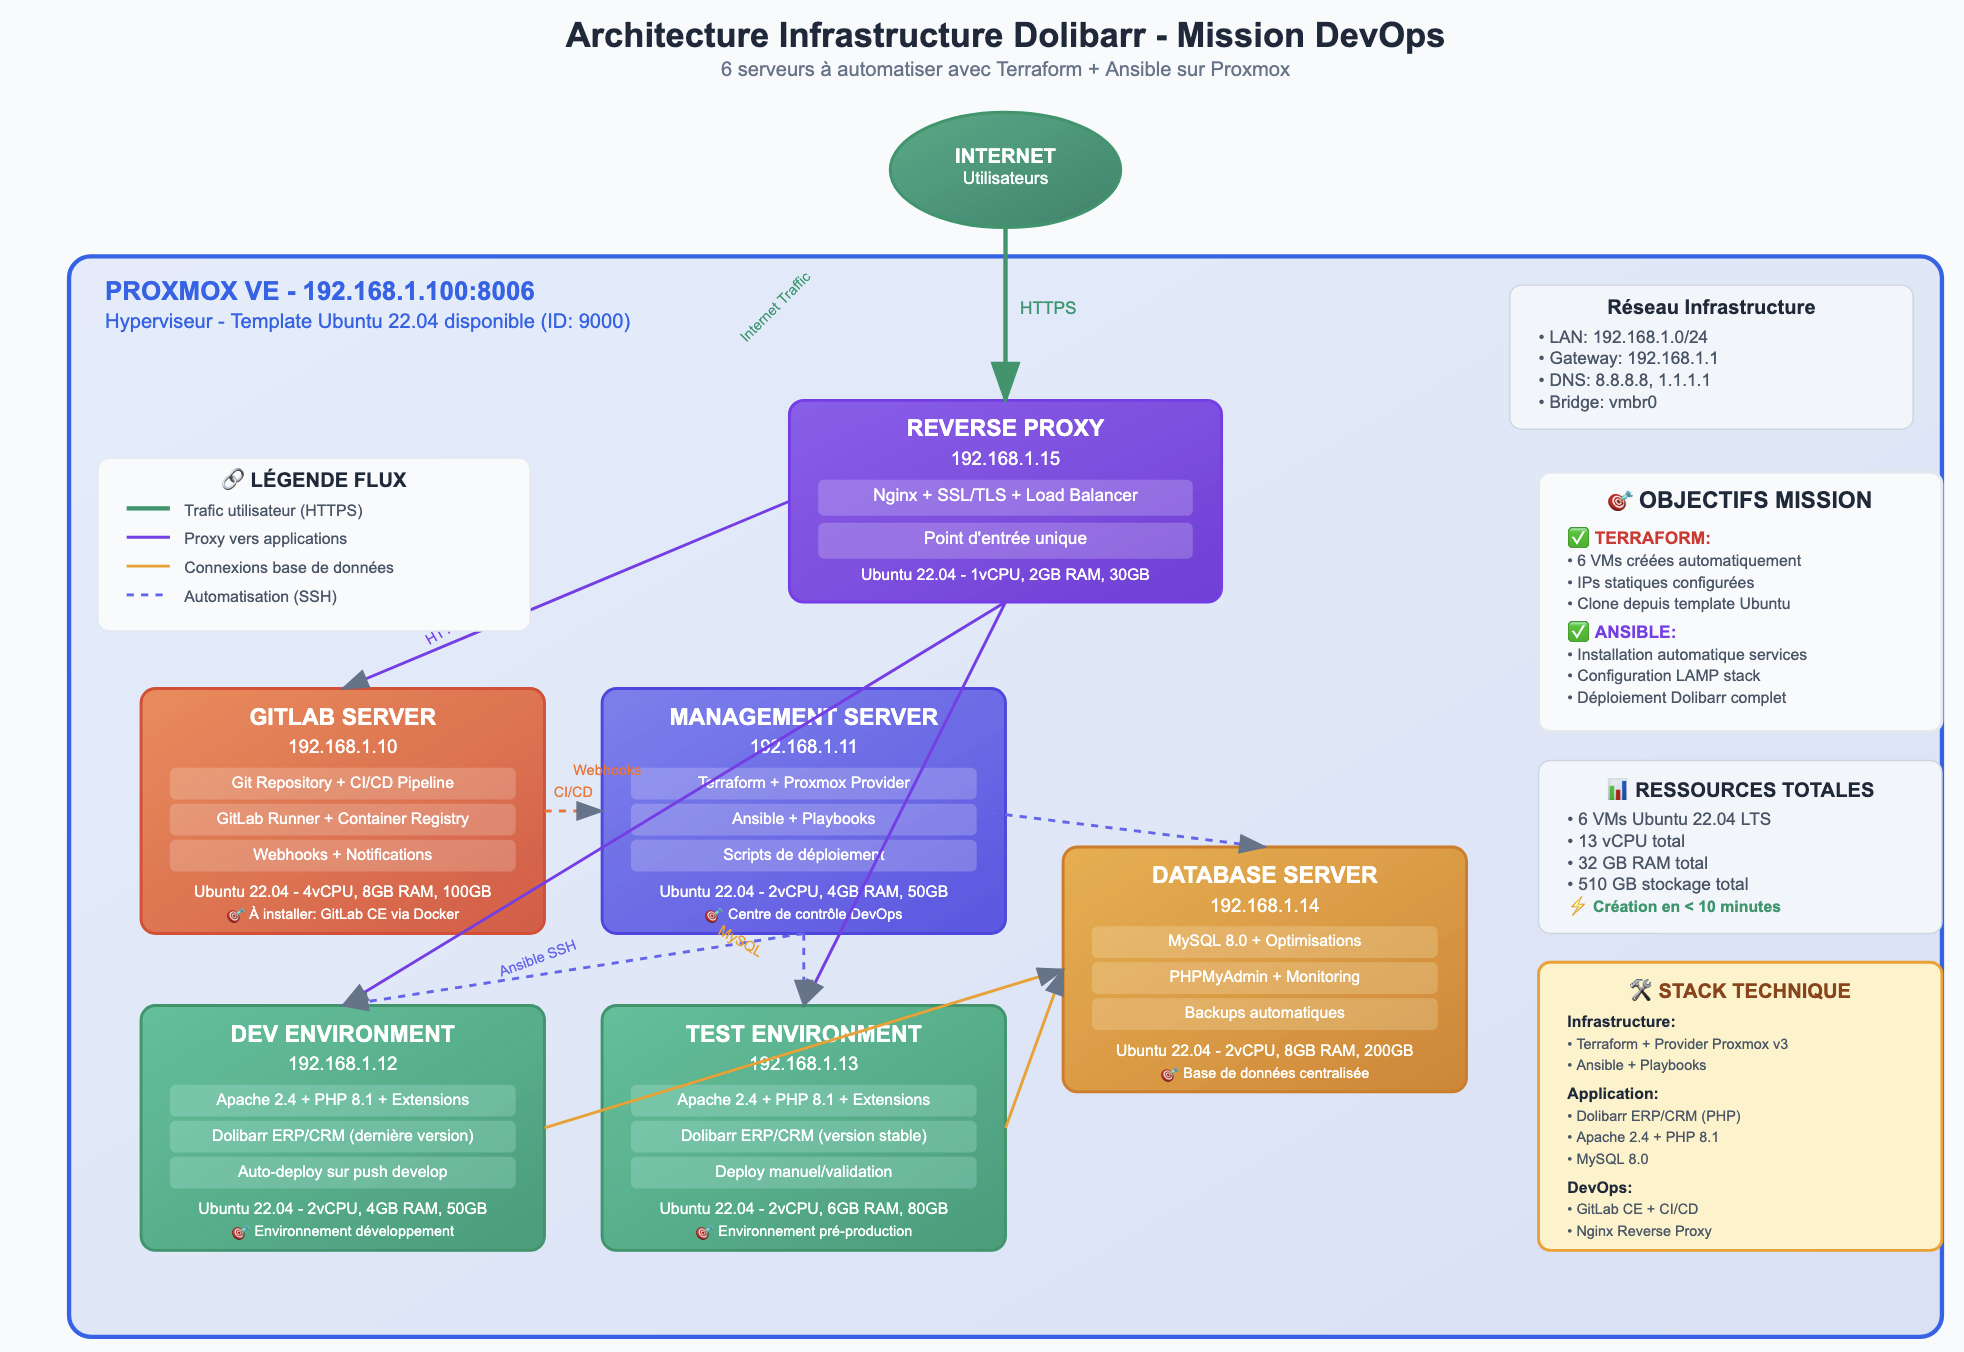 Architecture Infrastructure Dolibarr - Mission DevOps
6 serveurs à automatiser avec Terraform + Ansible sur Proxmox
INTERNET
Utilisateurs
PROXMOX VE - 192.168.1.100:8006
Hyperviseur - Template Ubuntu 22.04 disponible (ID: 9000)
Internet Traffic
HTTPS
Réseau Infrastructure
• LAN: 192.168.1.0/24
• Gateway: 192.168.1.1
• DNS: 8.8.8.8, 1.1.1.1
• Bridge: vmbr0
REVERSE PROXY
192.168.1.15
Nginx + SSL/TLS + Load Balancer
Point d'entrée unique
Ubuntu 22.04 - 1vCPU, 2GB RAM, 30GB
🔗 LÉGENDE FLUX
Trafic utilisateur (HTTPS)
Proxy vers applications
Connexions base de données
Automatisation (SSH)
🎯 OBJECTIFS MISSION
✅ TERRAFORM:
• 6 VMs créées automatiquement
• IPs statiques configurées
• Clone depuis template Ubuntu
✅ ANSIBLE:
• Installation automatique services
• Configuration LAMP stack
• Déploiement Dolibarr complet
GITLAB SERVER
192.168.1.10
Git Repository + CI/CD Pipeline
GitLab Runner + Container Registry
Webhooks + Notifications
Ubuntu 22.04 - 4vCPU, 8GB RAM, 100GB
🎯 À installer: GitLab CE via Docker
Webhooks
CI/CD
MANAGEMENT SERVER
192.168.1.11
Terraform + Proxmox Provider
Ansible + Playbooks
Scripts de déploiement
Ubuntu 22.04 - 2vCPU, 4GB RAM, 50GB
🎯 Centre de contrôle DevOps
📊 RESSOURCES TOTALES
• 6 VMs Ubuntu 22.04 LTS
• 13 vCPU total
• 32 GB RAM total
• 510 GB stockage total
⚡ Création en < 10 minutes
DATABASE SERVER
192.168.1.14
MySQL 8.0 + Optimisations
PHPMyAdmin + Monitoring
Backups automatiques
Ubuntu 22.04 - 2vCPU, 8GB RAM, 200GB
🎯 Base de données centralisée
Ansible SSH
MySQL
DEV ENVIRONMENT
192.168.1.12
Apache 2.4 + PHP 8.1 + Extensions
Dolibarr ERP/CRM (dernière version)
Auto-deploy sur push develop
Ubuntu 22.04 - 2vCPU, 4GB RAM, 50GB
🎯 Environnement développement
TEST ENVIRONMENT
192.168.1.13
Apache 2.4 + PHP 8.1 + Extensions
Dolibarr ERP/CRM (version stable)
Deploy manuel/validation
Ubuntu 22.04 - 2vCPU, 6GB RAM, 80GB
🎯 Environnement pré-production
🛠️ STACK TECHNIQUE
Infrastructure:
• Terraform + Provider Proxmox v3
• Ansible + Playbooks
Application:
• Dolibarr ERP/CRM (PHP)
• Apache 2.4 + PHP 8.1
• MySQL 8.0
DevOps:
• GitLab CE + CI/CD
• Nginx Reverse Proxy